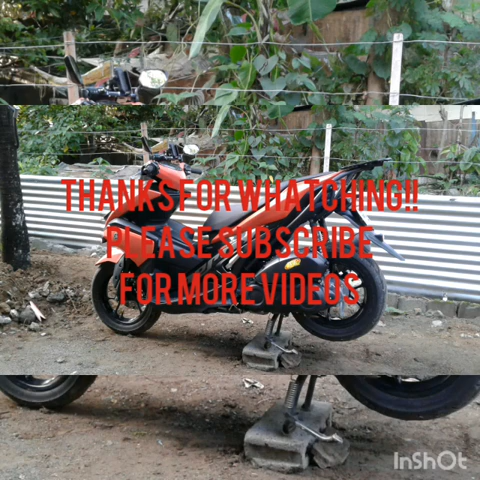 THANKS FOR WHATCHING!!
PLEASE SUBSCRIBE
FOR MORE VIDEOS
InShOt